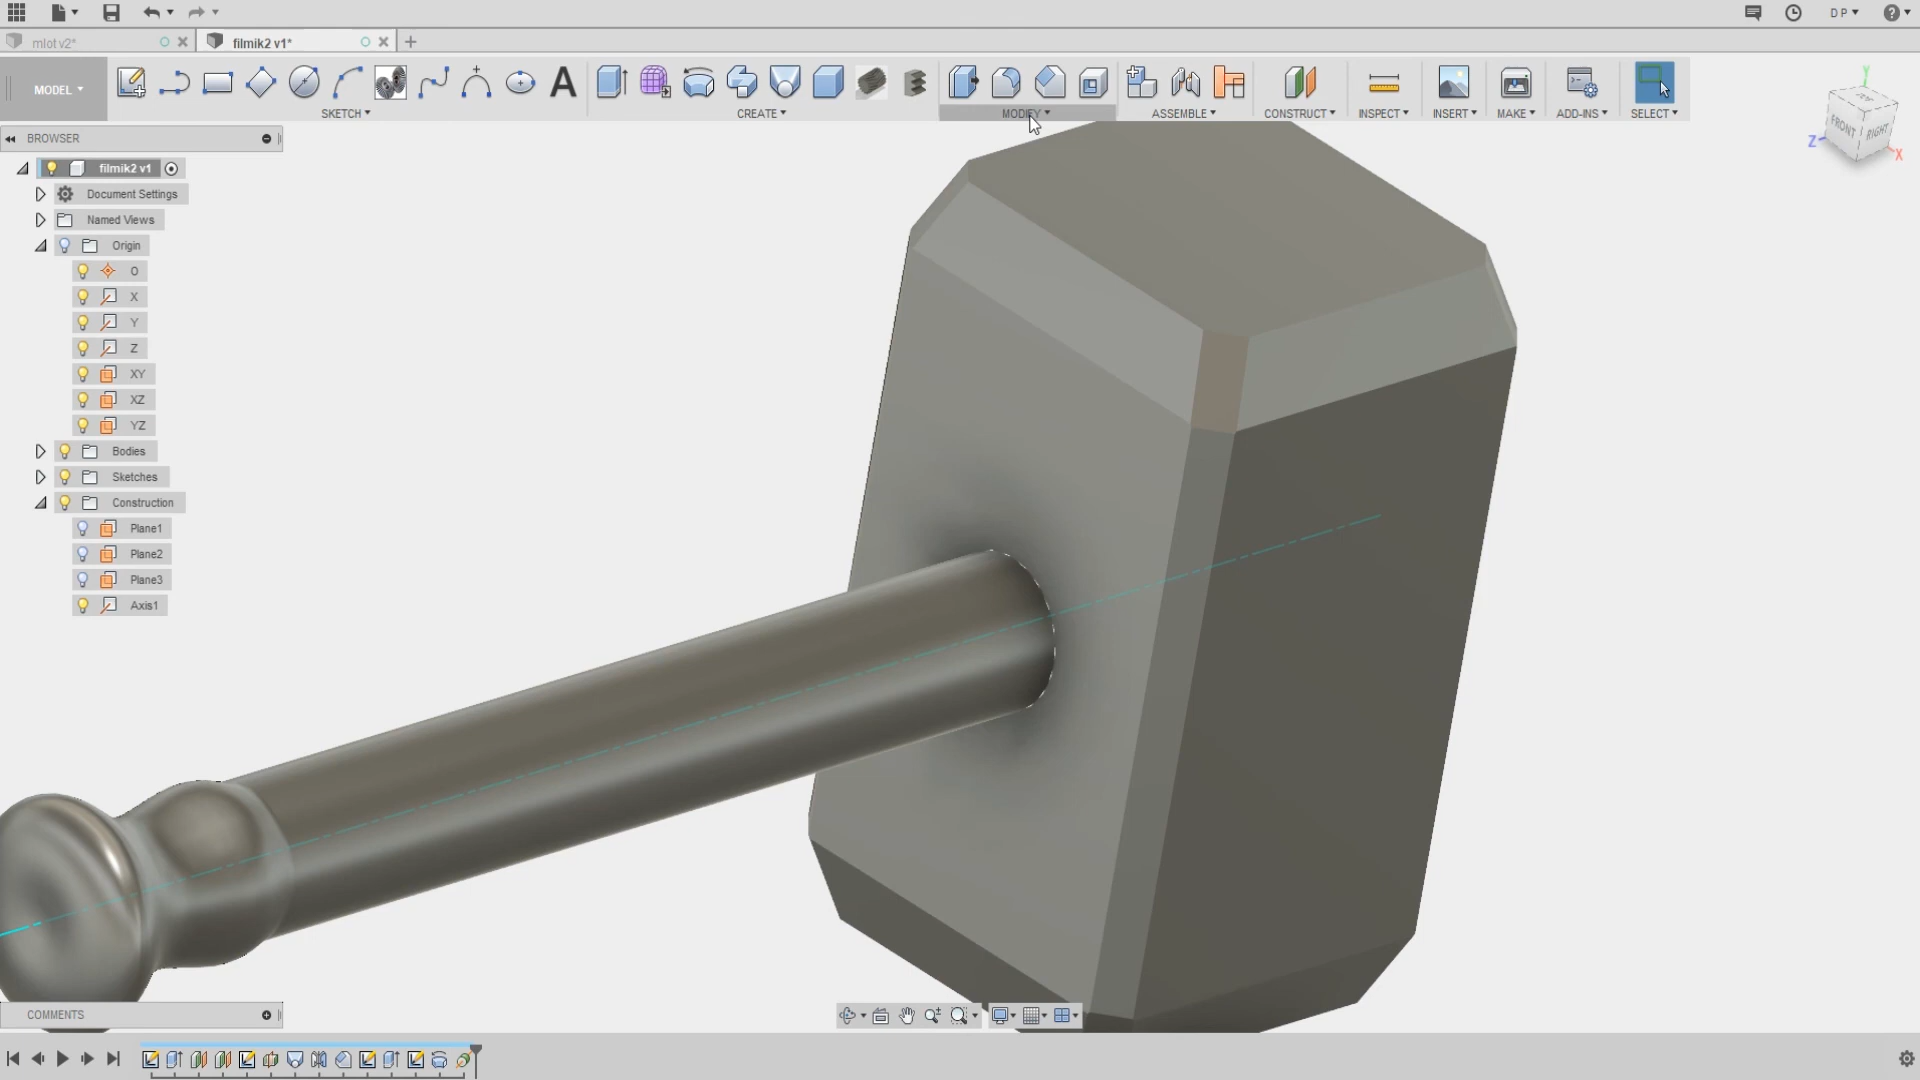 DP
mlot v2*
filmik2 v1*
MODEL
SKETCH
CREATE
MODIFY
ASSEMBLE
CONSTRUCT
INSPECT
INSERT
MAKE
ADD-INS
SELECT
BROWSER
filmik2 v1
Document Settings
Named Views
Origin
O
X
Y
Z
XY
XZ
YZ
Bodies
Sketches
Construction
Plane1
Plane2
Plane3
Axis1
Y
TOP
FRONT
RIGHT
Z
X
COMMENTS